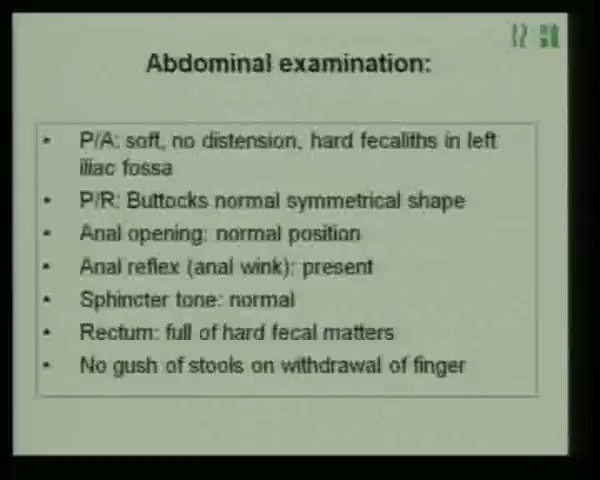 Abdominal examination:
• P/A: soft, no distension, hard fecaliths in left
iliac fossa
• P/R: Buttocks normal symmetrical shape
• Anal opening: normal position
• Anal reflex (anal wink): present
• Sphincter tone: normal
• Rectum: full of hard fecal matters
• No gush of stools on withdrawal of finger